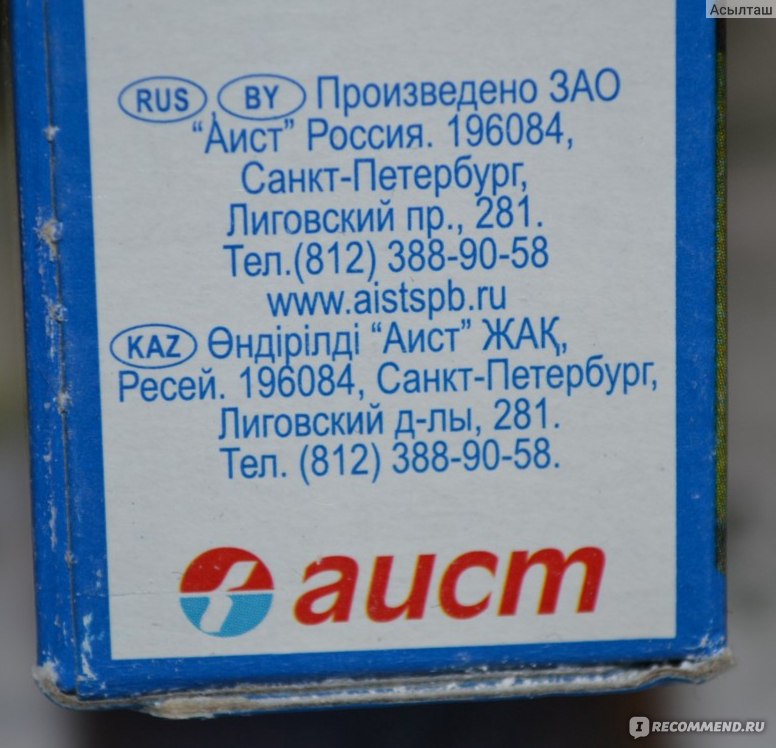 Асылташ
RUS BY Произведено ЗАО
“Аист” Россия. 196084,
Санкт-Петербург,
Лиговский пр., 281.
Тел.(812) 388-90-58
www.aistspb.ru
KAZ Өндірілді “Аист” ЖАҚ,
Ресей. 196084, Санкт-Петербург,
Лиговский д-лы, 281.
Тел. (812) 388-90-58.
аист
IRECOMMEND.RU